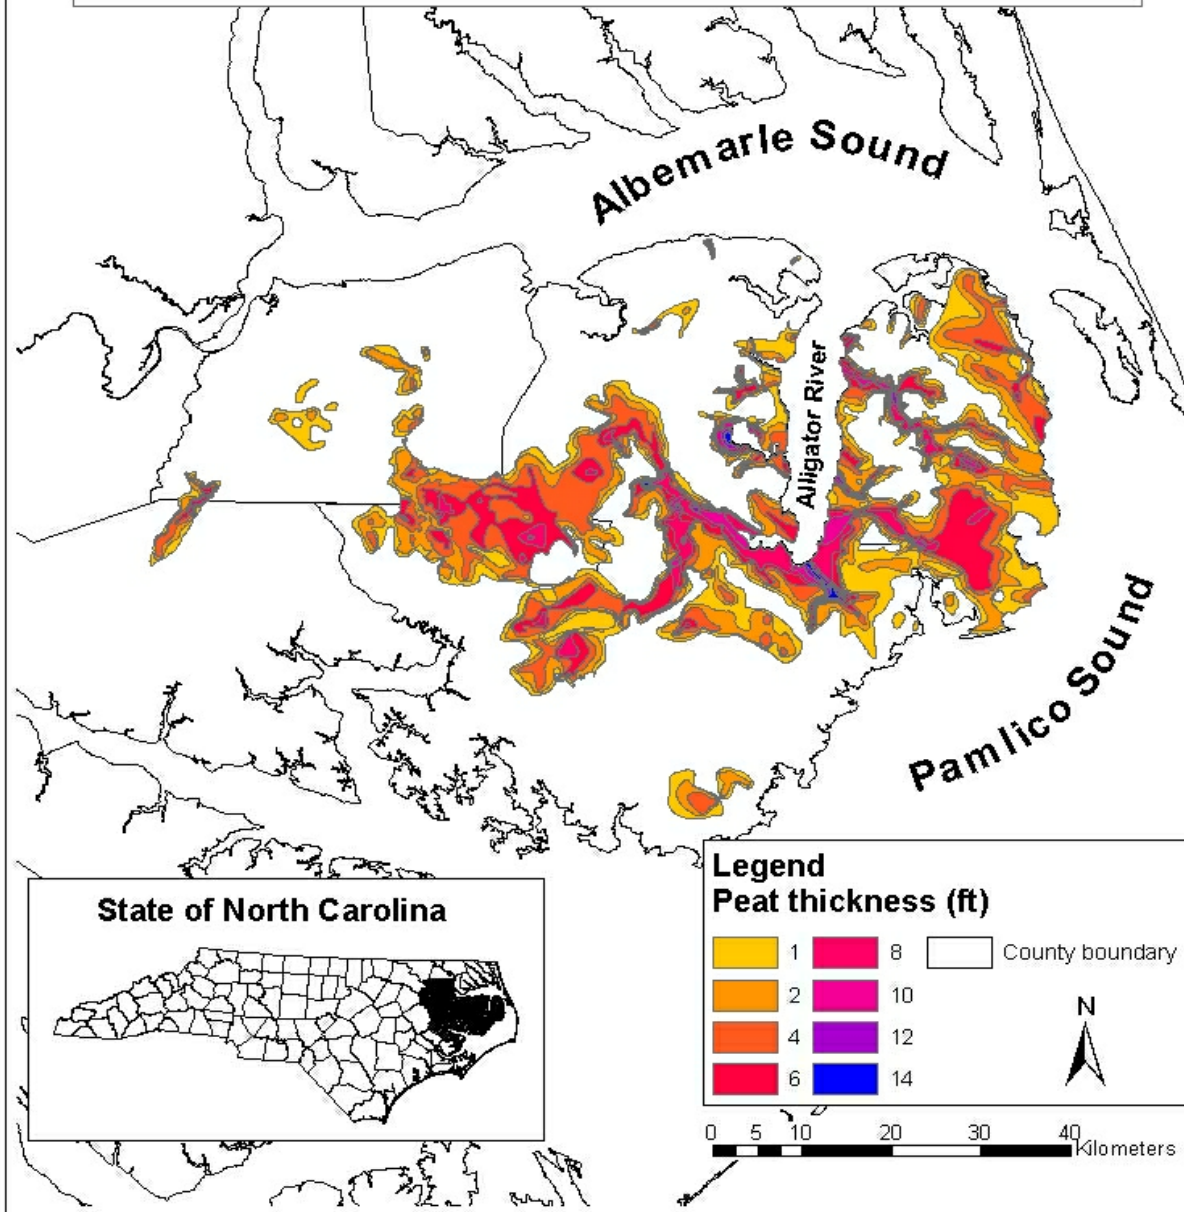 Albemarle Sound
Alligator River
Pamlico Sound
Legend
Peat thickness (ft)
1 8 County boundary
2 10
4 12
6 14
N
State of North Carolina
0 5 10 20 30 40
Kilometers